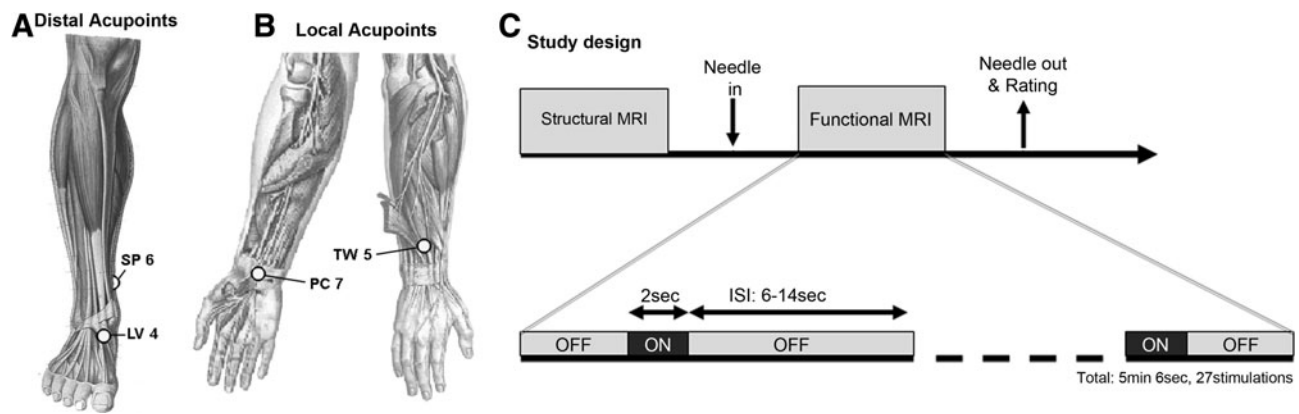 A Distal Acupoints
SP 6
LV 4
B Local Acupoints
TW 5
PC 7
C
Study design
Structural MRI
Needle
in
Functional MRI
Needle out
& Rating
2sec
ISI: 6-14sec
OFF ON OFF ON OFF
Total: 5min 6sec, 27stimulations